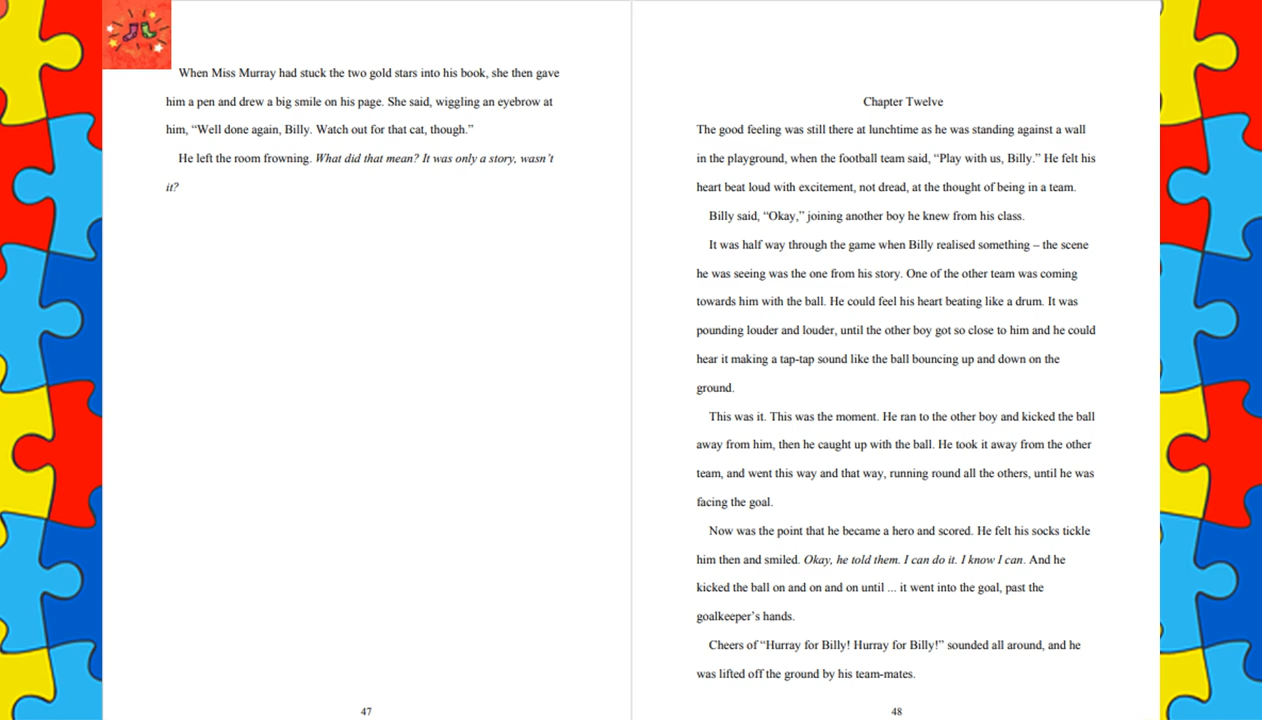 When Miss Murray had stuck the two gold stars into his book, she then gave
him a pen and drew a big smile on his page. She said, wiggling an eyebrow at
him, “Well done again, Billy. Watch out for that cat, though.”
He left the room frowning. What did that mean? It was only a story, wasn’t
it?
47
Chapter Twelve
The good feeling was still there at lunchtime as he was standing against a wall
in the playground, when the football team said, “Play with us, Billy.” He felt his
heart beat loud with excitement, not dread, at the thought of being in a team.
Billy said, “Okay,” joining another boy he knew from his class.
It was half way through the game when Billy realised something – the scene
he was seeing was the one from his story. One of the other team was coming
towards him with the ball. He could feel his heart beating like a drum. It was
pounding louder and louder, until the other boy got so close to him and he could
hear it making a tap-tap sound like the ball bouncing up and down on the
ground.
This was it. This was the moment. He ran to the other boy and kicked the ball
away from him, then he caught up with the ball. He took it away from the other
team, and went this way and that way, running round all the others, until he was
facing the goal.
Now was the point that he became a hero and scored. He felt his socks tickle
him then and smiled. Okay, he told them. I can do it. I know I can. And he
kicked the ball on and on and on until ... it went into the goal, past the
goalkeeper’s hands.
Cheers of “Hurray for Billy! Hurray for Billy!” sounded all around, and he
was lifted off the ground by his team-mates.
48